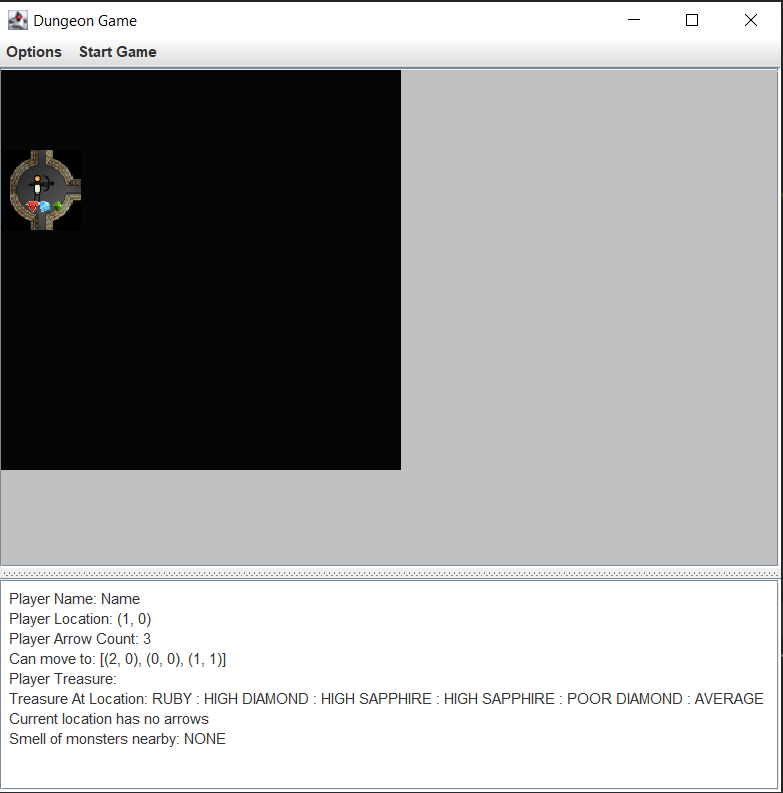 Dungeon Game
Options Start Game
Player Name: Name
Player Location: (1, 0)
Player Arrow Count: 3
Can move to: [(2, 0), (0, 0), (1, 1)]
Player Treasure:
Treasure At Location: RUBY : HIGH DIAMOND : HIGH SAPPHIRE : HIGH SAPPHIRE : POOR DIAMOND : AVERAGE
Current location has no arrows
Smell of monsters nearby: NONE